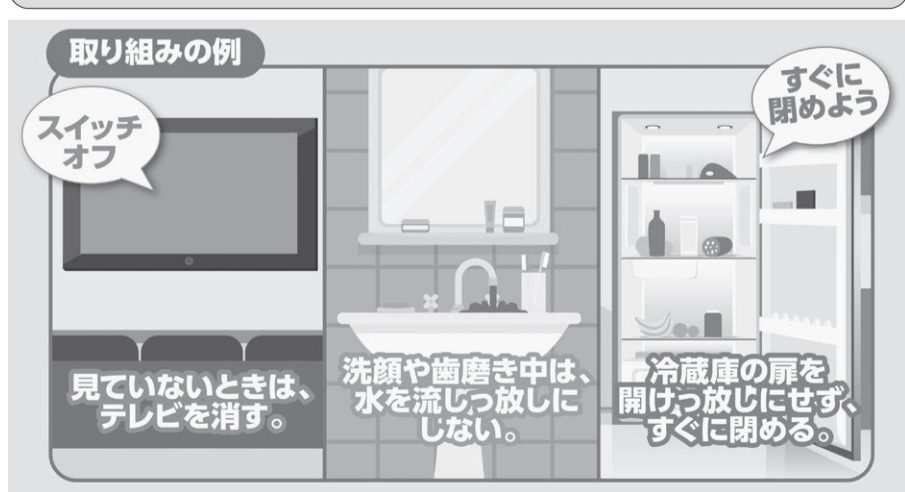 取り組みの例
スイッチ
オフ
見ていないときは、
テレビを消す。
洗顔や歯磨き中は、
水を流しっ放しに
しない。
すぐに
閉めよう
冷蔵庫の扉を
開けっ放しにせず、
すぐに閉める。